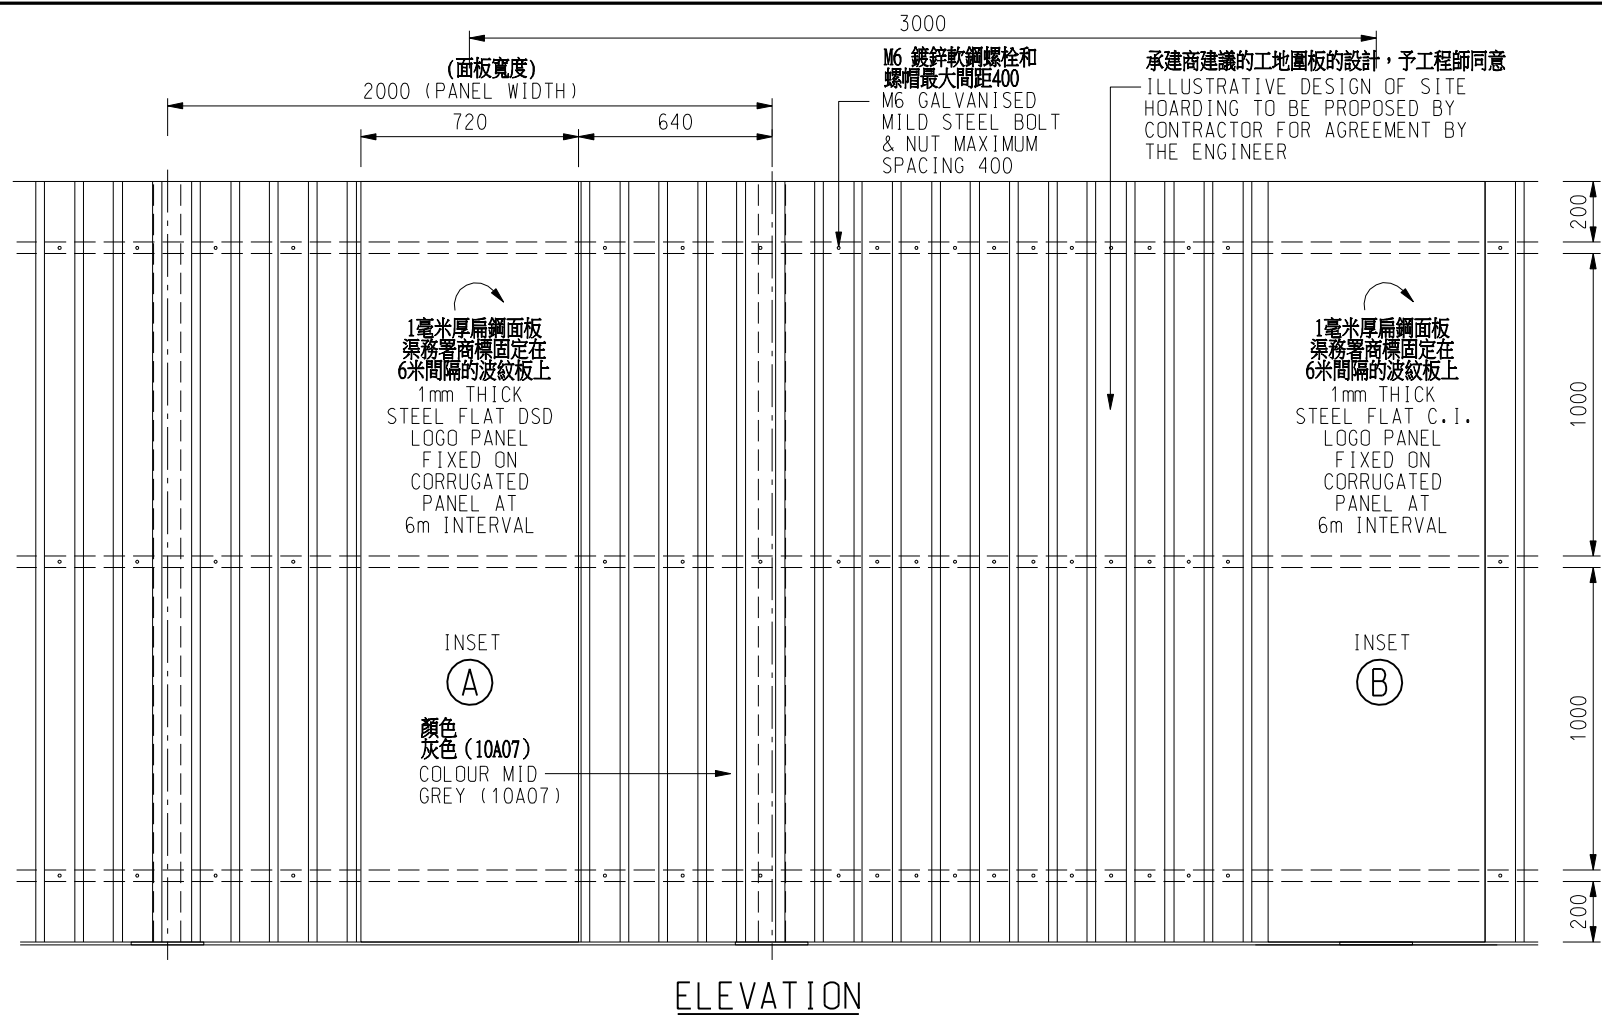 3000
(面板寬度)
2000 (PANEL WIDTH)
720
640
M6 鍍鋅軟鋼螺栓和
螺帽最大間距400
M6 GALVANISED
MILD STEEL BOLT
& NUT MAXIMUM
SPACING 400
承建商建議的工地圍板的設計，予工程師同意
ILLUSTRATIVE DESIGN OF SITE
HOARDING TO BE PROPOSED BY
CONTRACTOR FOR AGREEMENT BY
THE ENGINEER
200
1000
1000
200
1毫米厚扁鋼面板
渠務署商標固定在
6米間隔的波紋板上
1mm THICK
STEEL FLAT DSD
LOGO PANEL
FIXED ON
CORRUGATED
PANEL AT
6m INTERVAL
INSET
A
顏色
灰色（10A07）
COLOUR MID
GREY (10A07)
1毫米厚扁鋼面板
渠務署商標固定在
6米間隔的波紋板上
1mm THICK
STEEL FLAT C.I.
LOGO PANEL
FIXED ON
CORRUGATED
PANEL AT
6m INTERVAL
INSET
B
ELEVATION